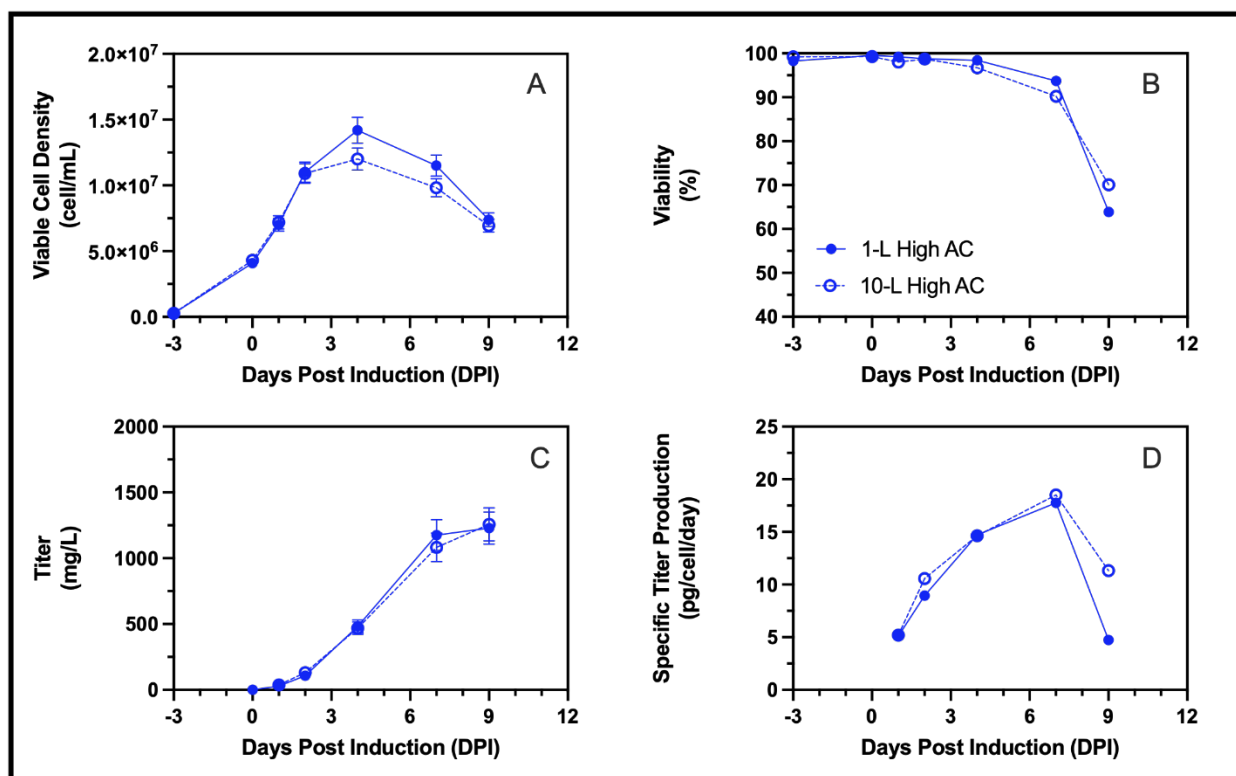 A
Viable Cell Density
(cell/mL)
2.0×10⁷
1.5×10⁷
1.0×10⁷
5.0×10⁶
0.0
-3 0 3 6 9 12
Days Post Induction (DPI)
B
Viability
(%)
100
90
80
70
60
50
40
1-L High AC
10-L High AC
-3 0 3 6 9 12
Days Post Induction (DPI)
C
Titer
(mg/L)
2000
1500
1000
500
0
-3 0 3 6 9 12
Days Post Induction (DPI)
D
Specific Titer Production
(pg/cell/day)
25
20
15
10
5
0
-3 0 3 6 9 12
Days Post Induction (DPI)